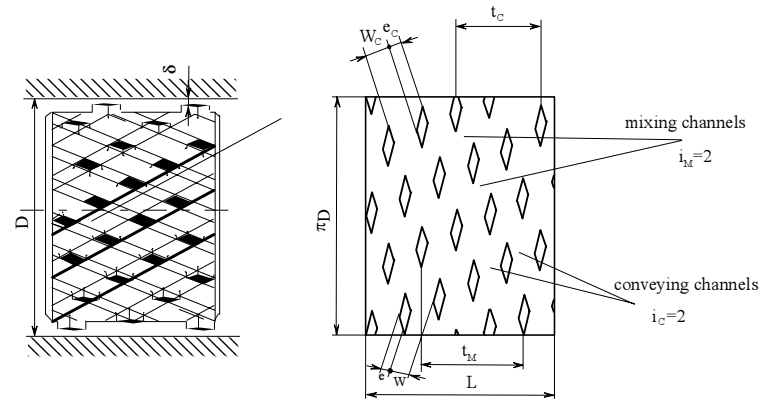 δ
D
W_C
e_C
t_C
πD
mixing channels
i_M=2
conveying channels
i_C=2
e
w
t_M
L